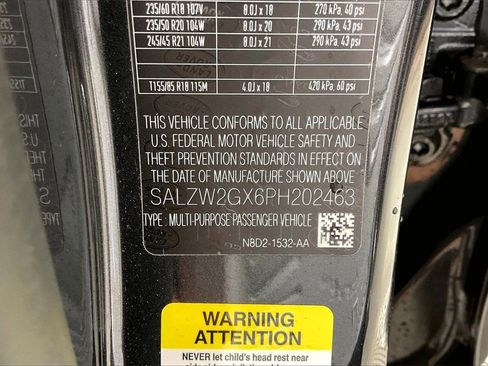 235/60 R18 107V 8.0J x 18 270 kPa, 40 psi
235/50 R20 104W 8.0J x 20 290 kPa, 43 psi
245/45 R21 104W 8.0J x 21 290 kPa, 43 psi
T155/85 R18 115M 4.0J x 18 420 kPa, 60 psi
THIS VEHICLE CONFORMS TO ALL APPLICABLE
U.S. FEDERAL MOTOR VEHICLE SAFETY AND
THEFT PREVENTION STANDARDS IN EFFECT ON
THE DATE OF MANUFACTURE SHOWN ABOVE
SALZW2GX6PH202463
TYPE : MULTI-PURPOSE PASSENGER VEHICLE
N8D2-1532-AA
WARNING
ATTENTION
NEVER let child's head rest near